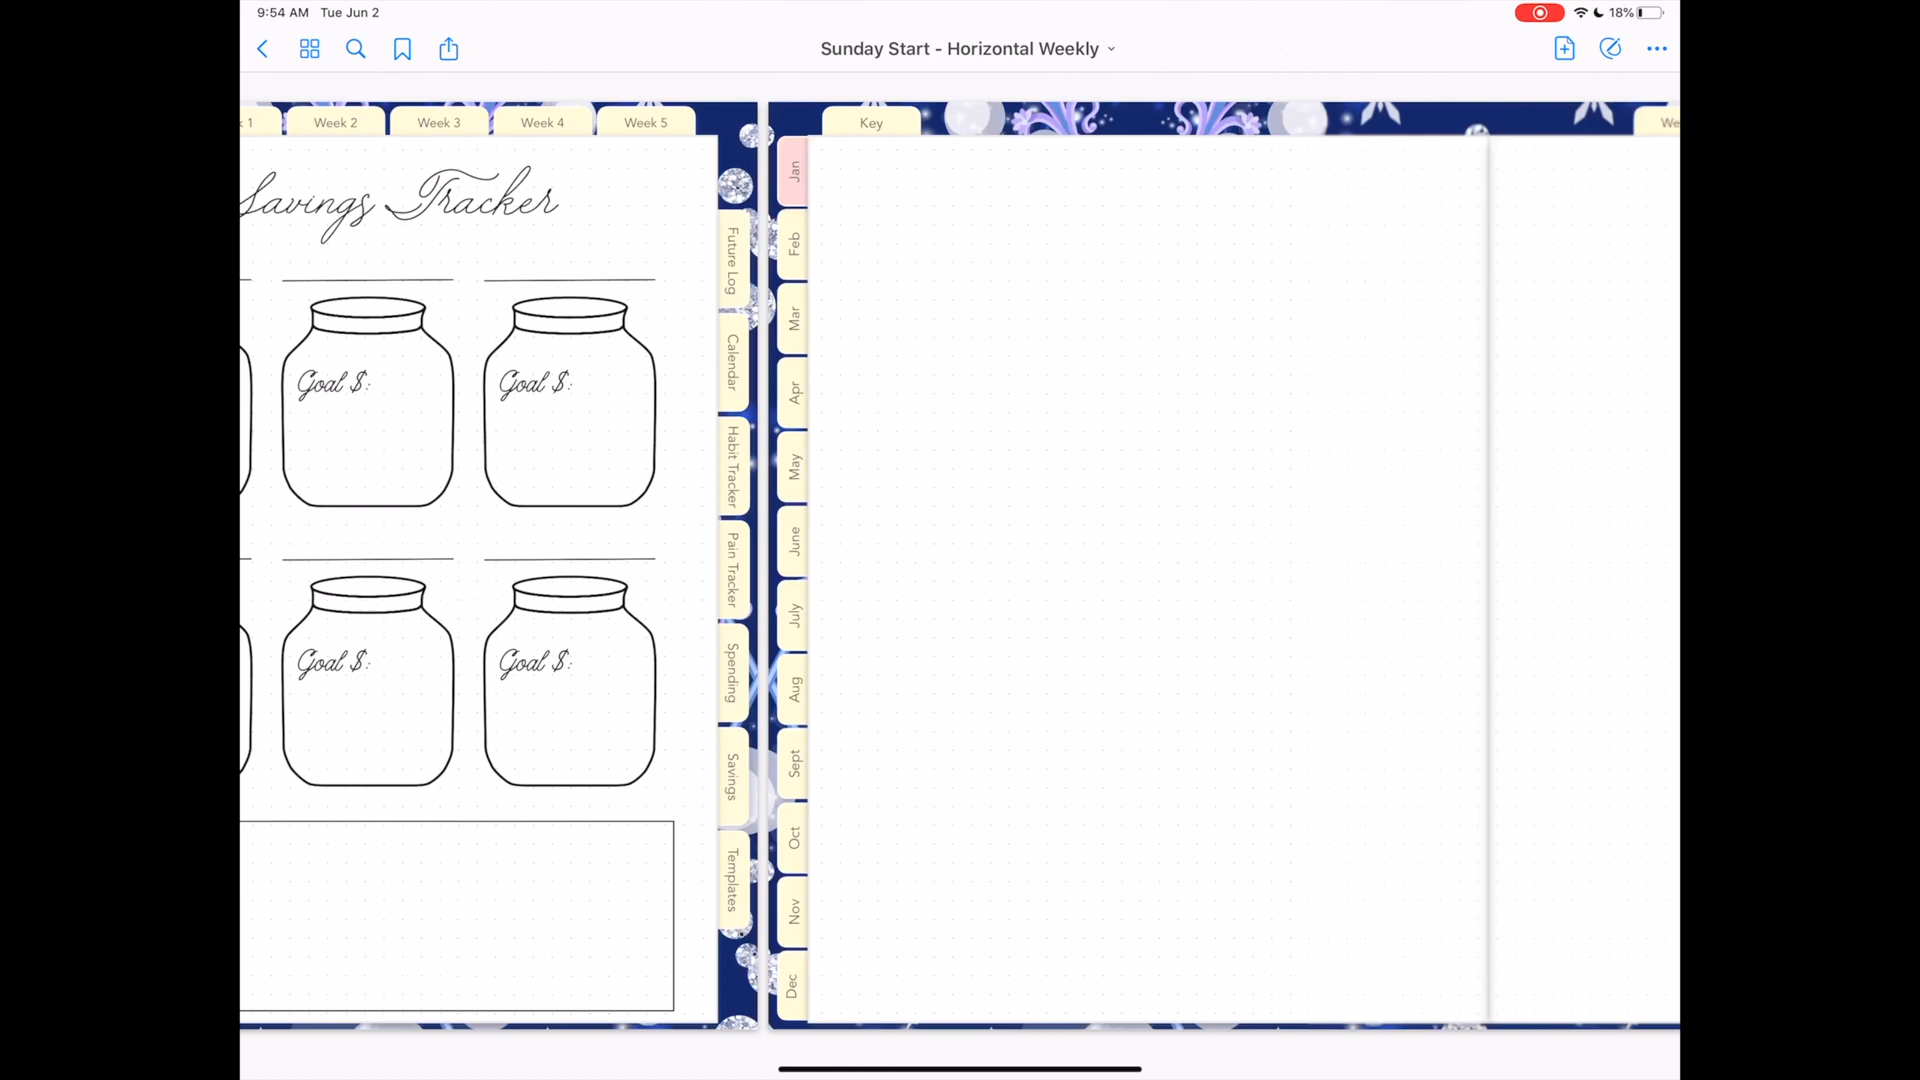 9:54 AM Tue Jun 2
18%
Sunday Start - Horizontal Weekly
1
Week 2
Week 3
Week 4
Week 5
Key
We
Savings Tracker
Goal $:
Goal $:
Goal $:
Goal $:
Future Log
Calendar
Habit Tracker
Pain Tracker
Spending
Savings
Templates
Jan
Feb
Mar
Apr
May
June
July
Aug
Sept
Oct
Nov
Dec